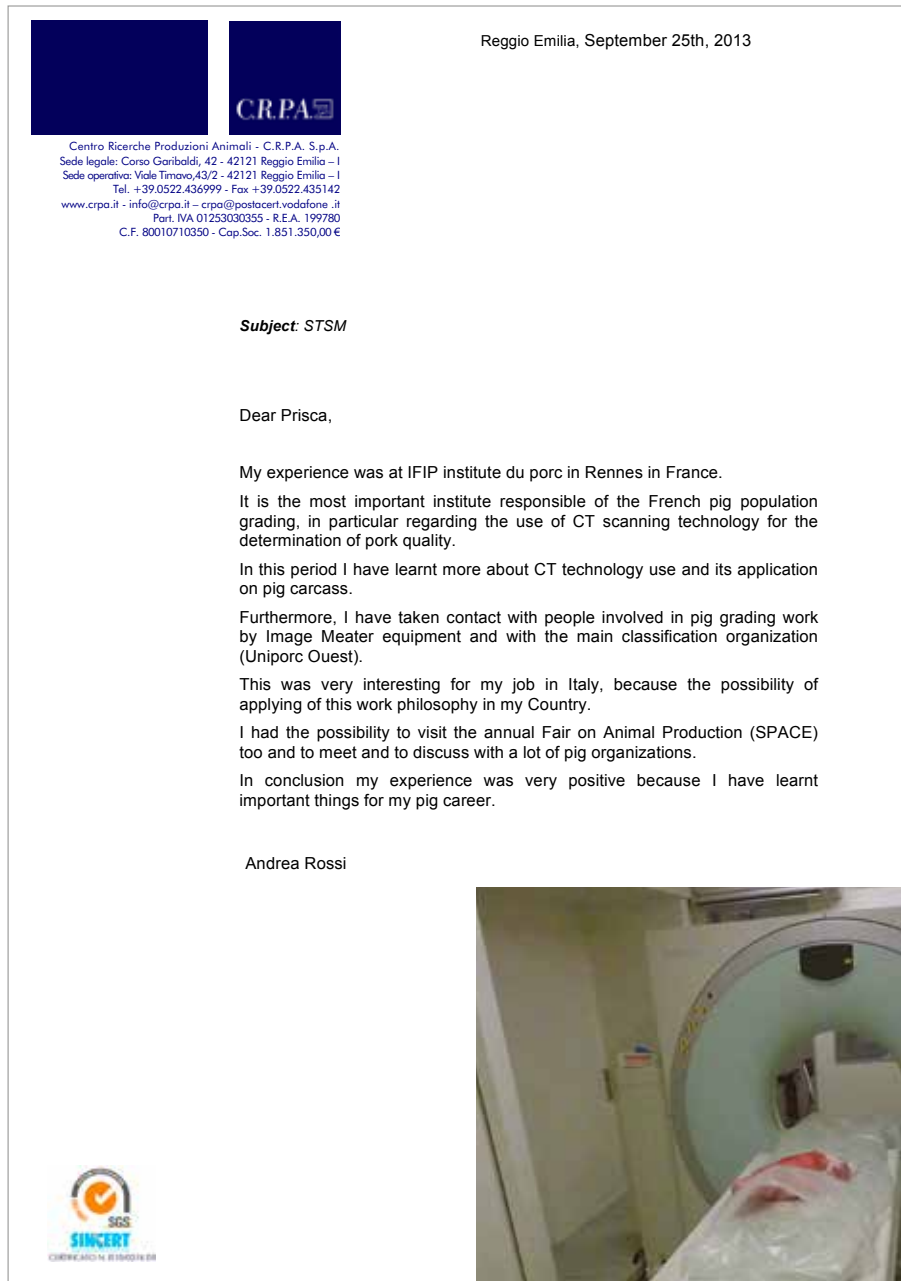 Reggio Emilia, September 25th, 2013
C.R.P.A.
Centro Ricerche Produzioni Animali - C.R.P.A. S.p.A.
Sede legale: Corso Garibaldi, 42 - 42121 Reggio Emilia – I
Sede operativa: Viale Timavo,43/2 - 42121 Reggio Emilia – I
Tel. +39.0522.436999 - Fax +39.0522.435142
www.crpa.it - info@crpa.it – crpa@postacert.vodafone .it
Part. IVA 01253030355 - R.E.A. 199780
C.F. 80010710350 - Cap.Soc. 1.851.350,00 €
Subject: STSM
Dear Prisca,
My experience was at IFIP institute du porc in Rennes in France.
It is the most important institute responsible of the French pig population
grading, in particular regarding the use of CT scanning technology for the
determination of pork quality.
In this period I have learnt more about CT technology use and its application
on pig carcass.
Furthermore, I have taken contact with people involved in pig grading work
by Image Meater equipment and with the main classification organization
(Uniporc Ouest).
This was very interesting for my job in Italy, because the possibility of
applying of this work philosophy in my Country.
I had the possibility to visit the annual Fair on Animal Production (SPACE)
too and to meet and to discuss with a lot of pig organizations.
In conclusion my experience was very positive because I have learnt
important things for my pig career.
Andrea Rossi
SGS
SINCERT